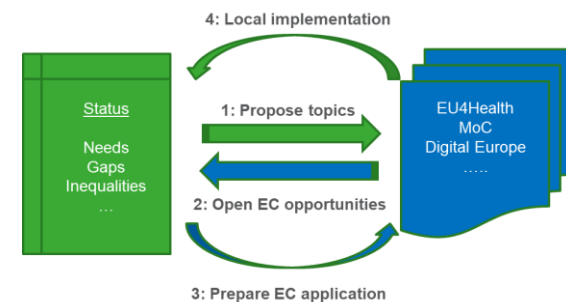 4: Local implementation
Status
Needs
Gaps
Inequalities
...
1: Propose topics
2: Open EC opportunities
EU4Health
MoC
Digital Europe
.....
3: Prepare EC application